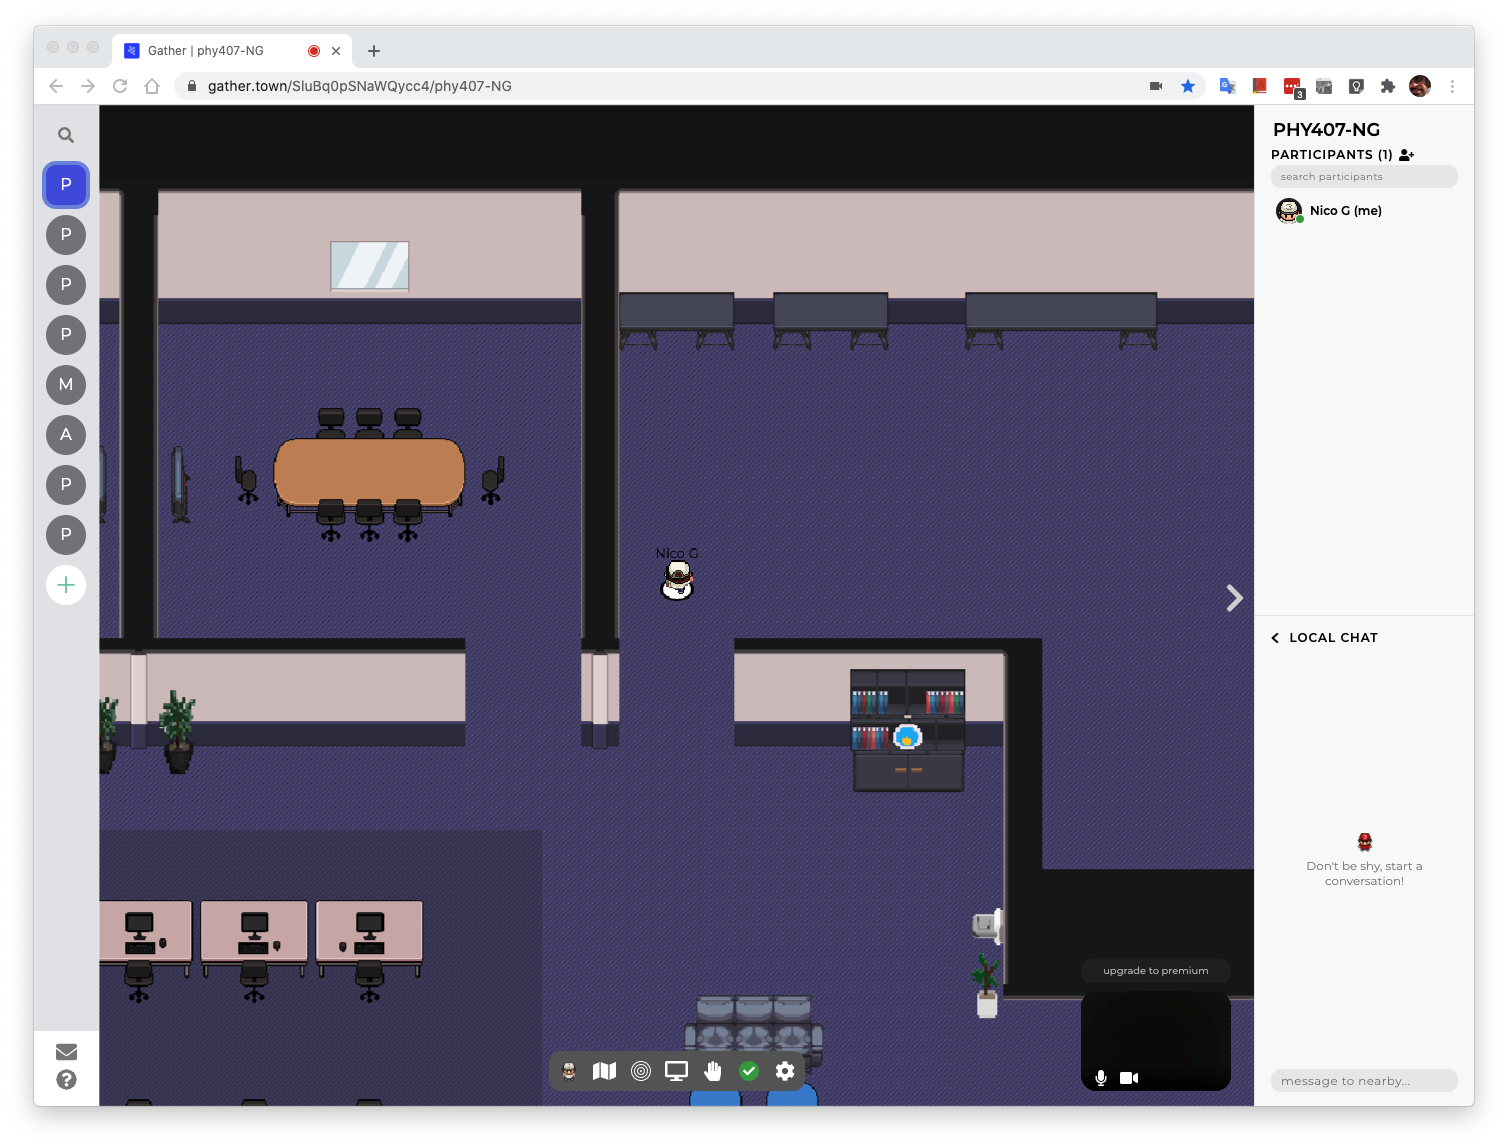 Gather | phy407-NG
gather.town/SluBq0pSNaWQycc4/phy407-NG
3
P
P
P
P
M
A
P
P
Nico G
upgrade to premium
PHY407-NG
PARTICIPANTS (1)
search participants
Nico G (me)
LOCAL CHAT
Don't be shy, start a
conversation!
message to nearby...